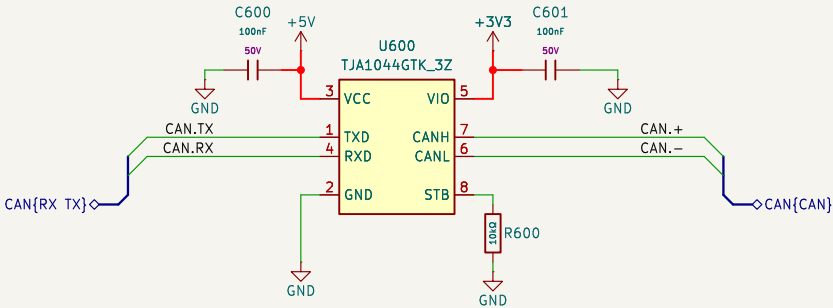 C600
100nF
50V
+5V
GND
U600
TJA1044GTK_3Z
+3V3
C601
100nF
50V
GND
3
VCC
VIO
5
CAN.TX
1
TXD
CANH
7
CAN.+
CAN.RX
4
RXD
CANL
6
CAN.-
2
GND
STB
8
CAN{RX TX}
CAN{CAN}
10kΩ
R600
GND
GND